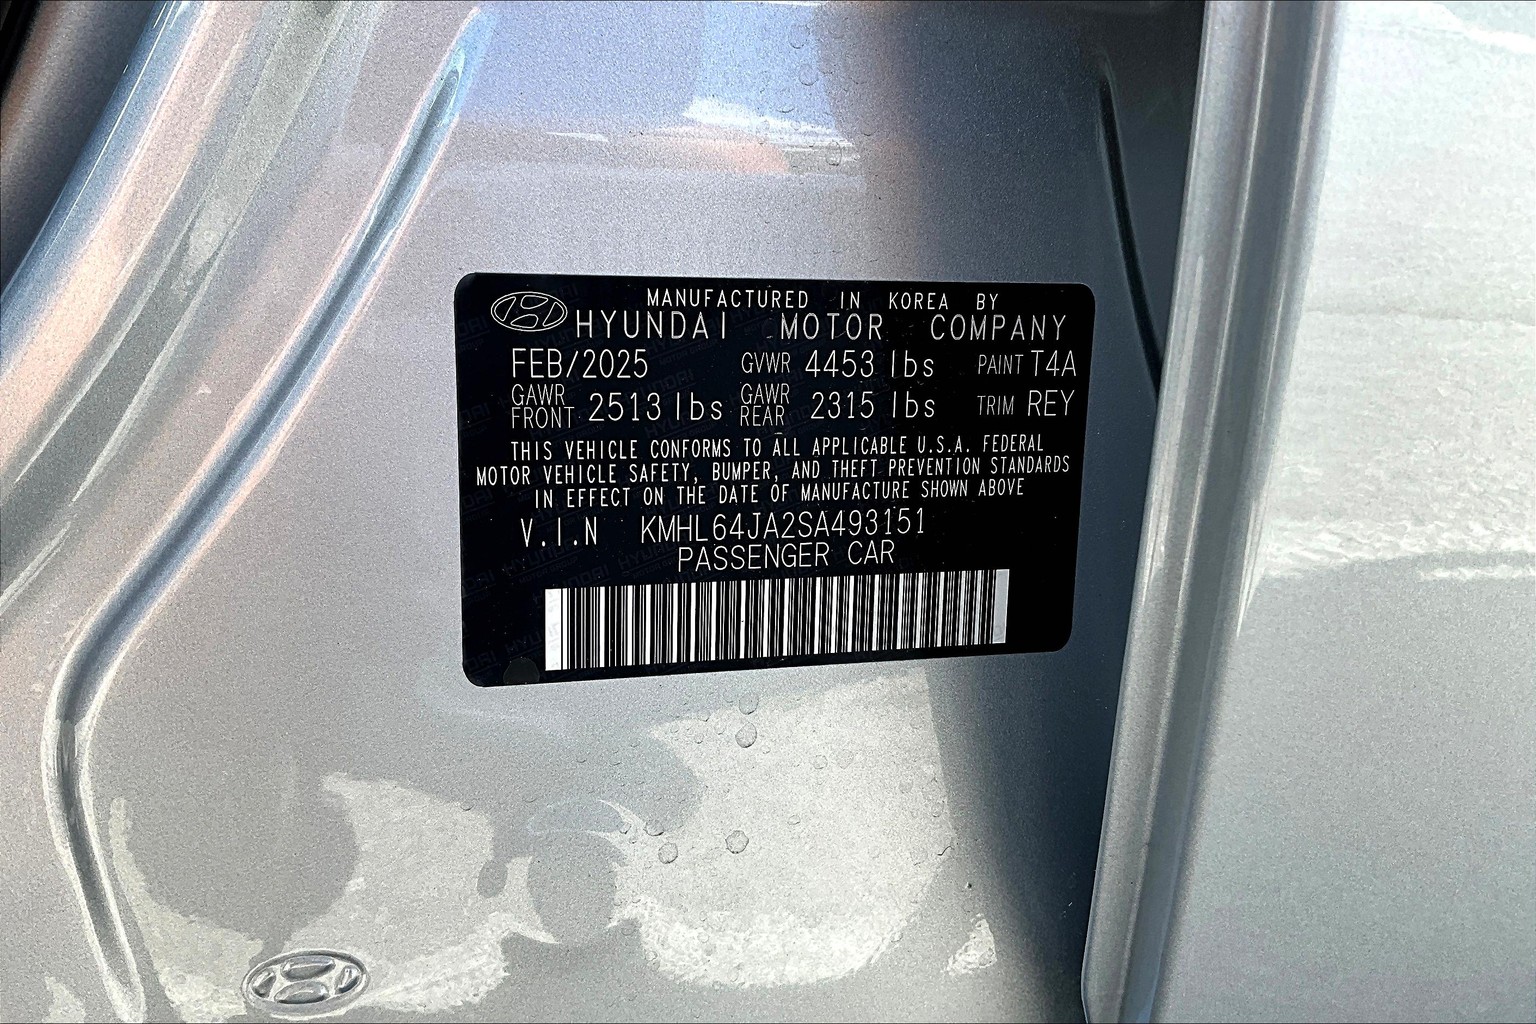 MANUFACTURED IN KOREA BY
HYUNDAI MOTOR COMPANY
FEB/2025 GVWR 4453 lbs PAINT T4A
GAWR FRONT 2513 lbs GAWR REAR 2315 lbs TRIM REY
THIS VEHICLE CONFORMS TO ALL APPLICABLE U.S.A. FEDERAL
MOTOR VEHICLE SAFETY, BUMPER, AND THEFT PREVENTION STANDARDS
IN EFFECT ON THE DATE OF MANUFACTURE SHOWN ABOVE
V.I.N KMHL64JA2SA493151
PASSENGER CAR